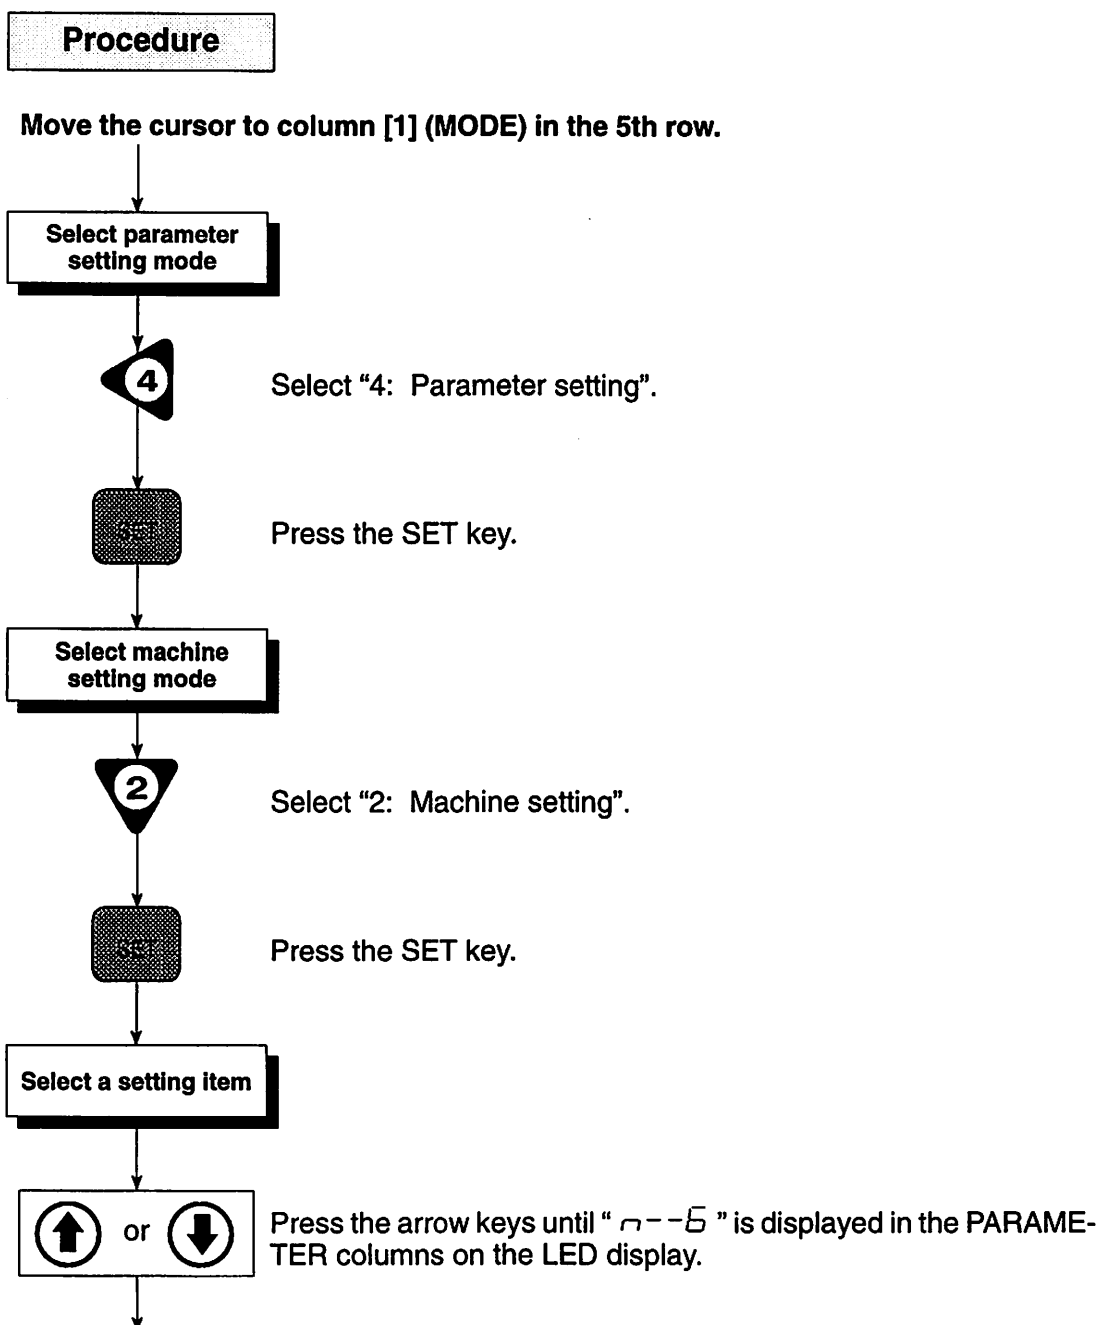 Procedure
Move the cursor to column [1] (MODE) in the 5th row.
Select parameter
setting mode
4
Select “4: Parameter setting”.
SET
Press the SET key.
Select machine
setting mode
2
Select “2: Machine setting”.
SET
Press the SET key.
Select a setting item
or
Press the arrow keys until “ n--6 ” is displayed in the PARAME-
TER columns on the LED display.